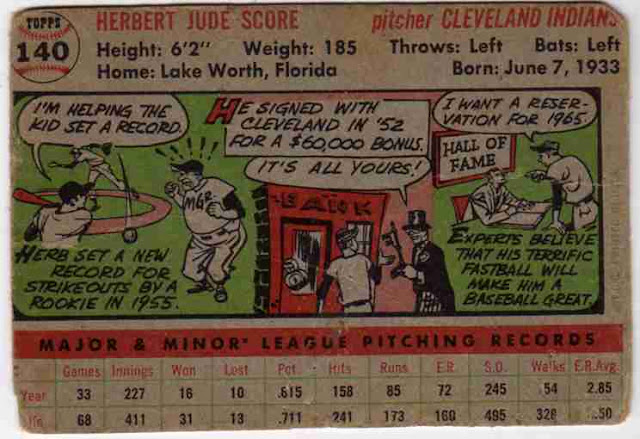 TOPPS
140
HERBERT JUDE SCORE pitcher CLEVELAND INDIANS
Height: 6'2" Weight: 185 Throws: Left Bats: Left
Home: Lake Worth, Florida Born: June 7, 1933
I'M HELPING THE
KID SET A RECORD.
MGR
HERB SET A NEW
RECORD FOR
STRIKEOUTS BY A
ROOKIE IN 1955.
HE SIGNED WITH
CLEVELAND IN '52
FOR A $60,000 BONUS.
IT'S ALL YOURS!
BANK
I WANT A RESER-
VATION FOR 1965.
HALL OF
FAME
EXPERTS BELIEVE
THAT HIS TERRIFIC
FASTBALL WILL
MAKE HIM A
BASEBALL GREAT.
MAJOR & MINOR LEAGUE PITCHING RECORDS
Games Innings Won Lost Pct. Hits Runs E.R. S.O. Walks E.R.Avg.
Year 33 227 16 10 .615 158 85 72 245 154 2.85
68 411 31 13 .711 241 173 160 495 328 .50